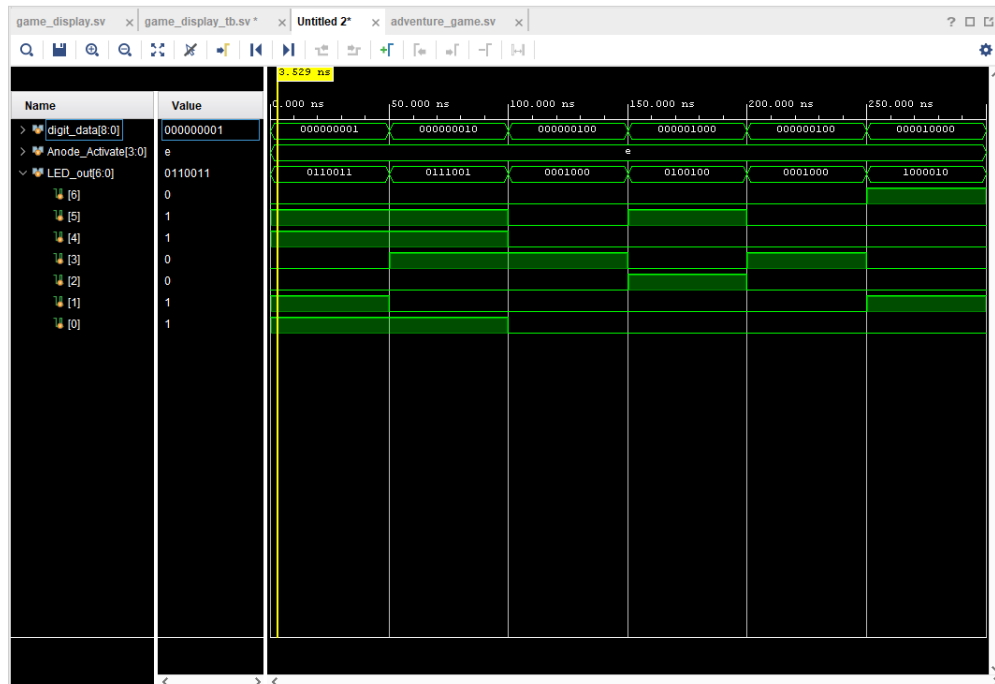 game_display.sv × game_display_tb.sv * × Untitled 2* × adventure_game.sv ×
3.529 ns
Name Value 0.000 ns 50.000 ns 100.000 ns 150.000 ns 200.000 ns 250.000 ns
digit_data[8:0] 000000001 000000001 000000010 000000100 000001000 000000100 000010000
Anode_Activate[3:0] e e
LED_out[6:0] 0110011 0110011 0111001 0001000 0100100 0001000 1000010
[6] 0
[5] 1
[4] 1
[3] 0
[2] 0
[1] 1
[0] 1